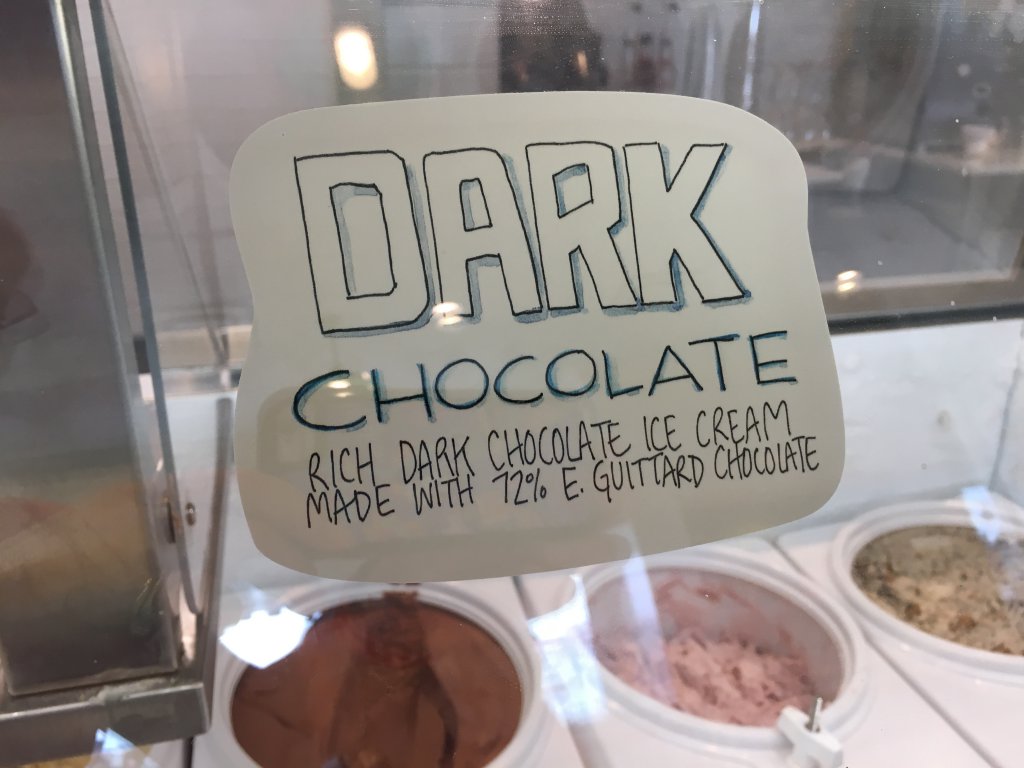 DARK
CHOCOLATE
RICH DARK CHOCOLATE ICE CREAM
MADE WITH 72% E. GUITTARD CHOCOLATE